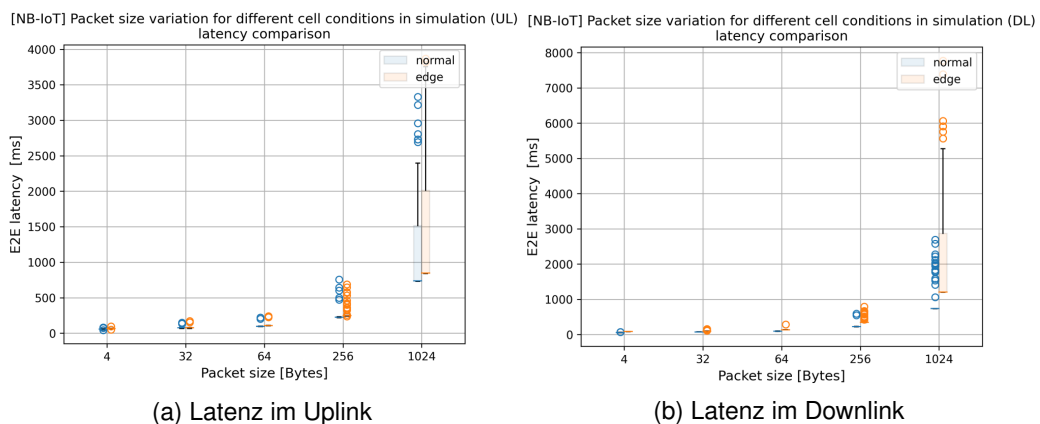 [NB-IoT] Packet size variation for different cell conditions in simulation (UL)
latency comparison
4000
3500
3000
2500
2000
1500
1000
500
0
E2E latency [ms]
normal
edge
4 32 64 256 1024
Packet size [Bytes]
(a) Latenz im Uplink
[NB-IoT] Packet size variation for different cell conditions in simulation (DL)
latency comparison
8000
7000
6000
5000
4000
3000
2000
1000
0
E2E latency [ms]
normal
edge
4 32 64 256 1024
Packet size [Bytes]
(b) Latenz im Downlink